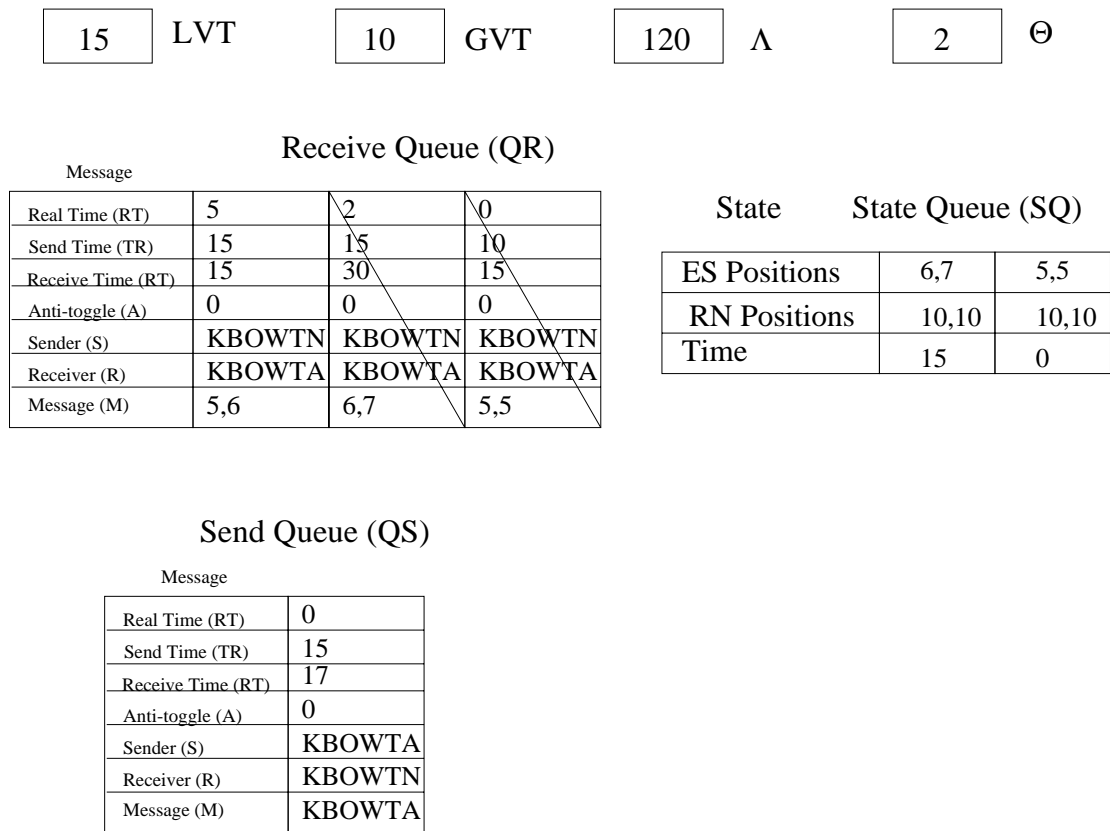 15 LVT 10 GVT 120 Λ 2 Θ
Receive Queue (QR)
Message
Real Time (RT) 5 2 0
Send Time (TR) 15 15 10
Receive Time (RT) 15 30 15
Anti-toggle (A) 0 0 0
Sender (S) KBOWTN KBOWTN KBOWTN
Receiver (R) KBOWTA KBOWTA KBOWTA
Message (M) 5,6 6,7 5,5
State State Queue (SQ)
ES Positions 6,7 5,5
RN Positions 10,10 10,10
Time 15 0
Send Queue (QS)
Message
Real Time (RT) 0
Send Time (TR) 15
Receive Time (RT) 17
Anti-toggle (A) 0
Sender (S) KBOWTA
Receiver (R) KBOWTN
Message (M) KBOWTA